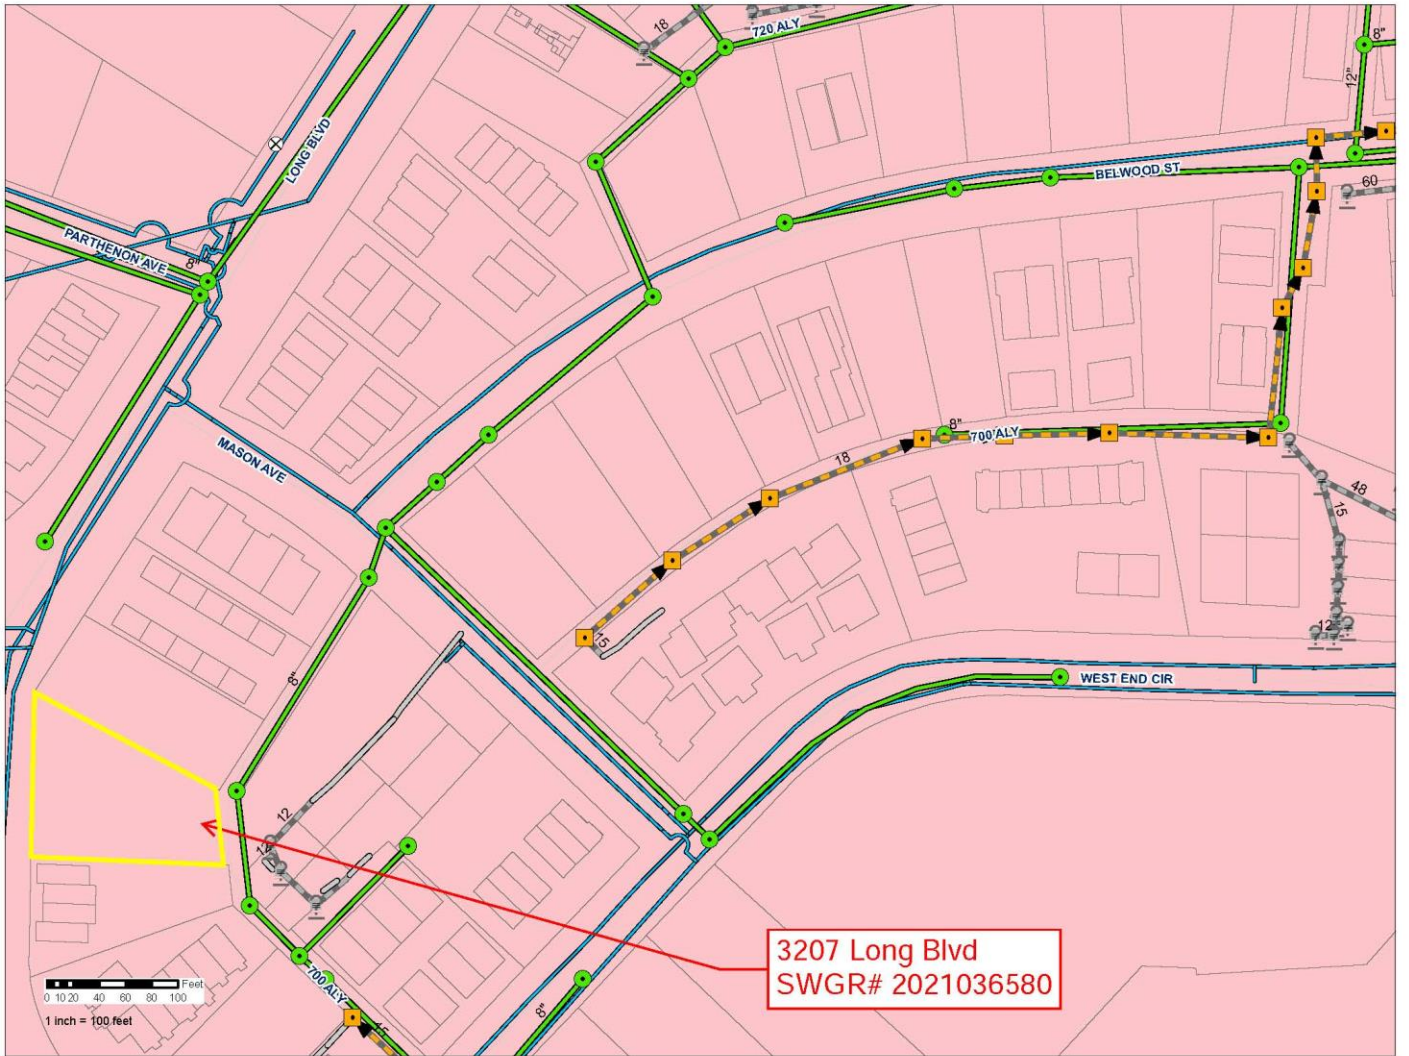 18
720 ALY
8"
12"
LONG BLVD
BELWOOD ST
60
PARTHENON AVE
8"
8"
700 ALY
18
MASON AVE
48
15
15
12
8"
WEST END CIR
12
12
3207 Long Blvd
SWGR# 2021036580
700 ALY
8"
15
Feet
0 10 20 40 60 80 100
1 inch = 100 feet